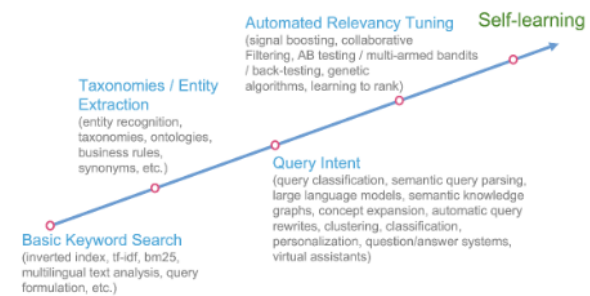 Automated Relevancy Tuning
(signal boosting, collaborative
Filtering, AB testing / multi-armed bandits
/ back-testing, genetic
algorithms, learning to rank)
Self-learning
Taxonomies / Entity
Extraction
(entity recognition,
taxonomies, ontologies,
business rules,
synonyms, etc.)
Query Intent
(query classification, semantic query parsing,
large language models, semantic knowledge
graphs, concept expansion, automatic query
rewrites, clustering, classification,
personalization, question/answer systems,
virtual assistants)
Basic Keyword Search
(inverted index, tf-idf, bm25,
multilingual text analysis, query
formulation, etc.)